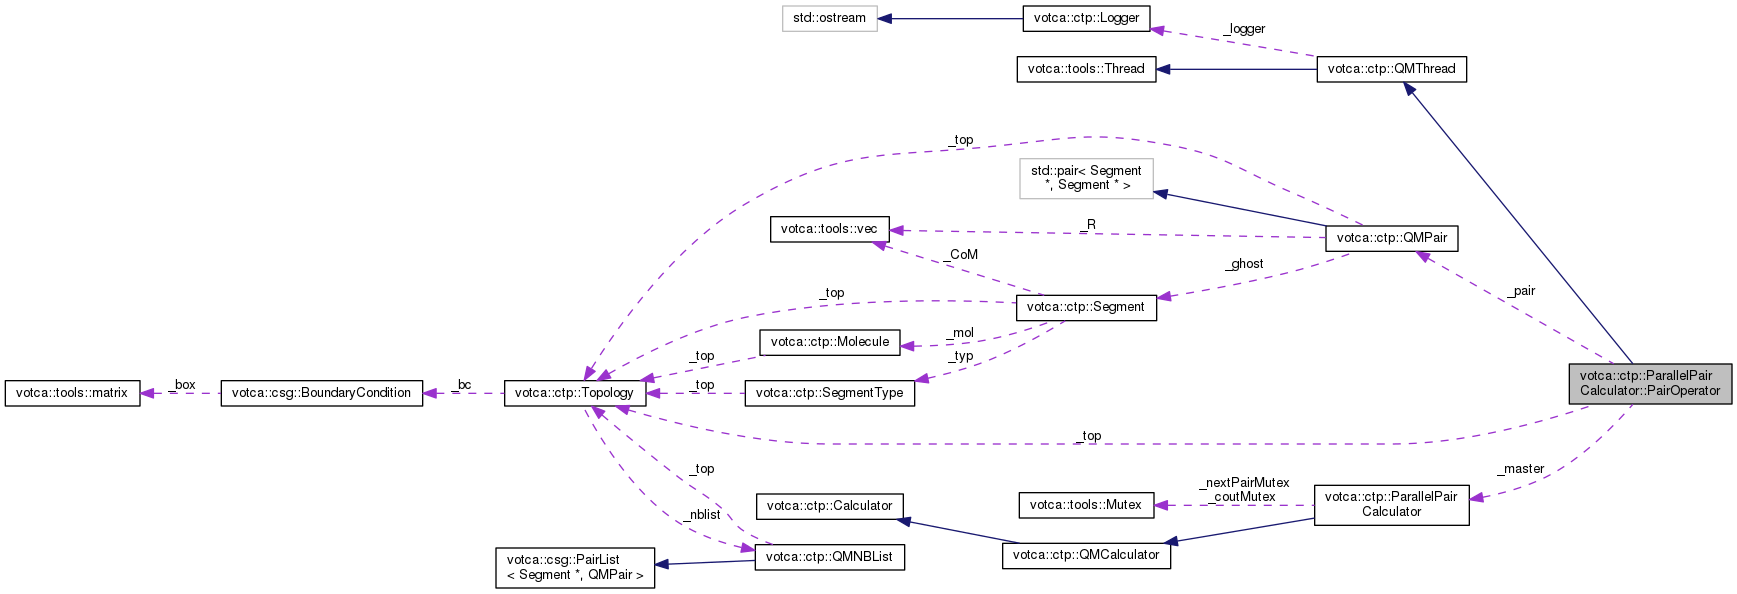 std::ostream
votca::ctp::Logger
_logger
votca::tools::Thread
votca::ctp::QMThread
_top
std::pair< Segment
*, Segment * >
votca::tools::vec
_R
votca::ctp::QMPair
_CoM
_ghost
_top
votca::ctp::Segment
_pair
_mol
votca::ctp::Molecule
_top
_typ
votca::ctp::ParallelPair
Calculator::PairOperator
votca::tools::matrix
_box
votca::csg::BoundaryCondition
_bc
votca::ctp::Topology
_top
votca::ctp::SegmentType
_top
_top
_master
_nextPairMutex
_coutMutex
votca::ctp::ParallelPair
Calculator
votca::ctp::Calculator
votca::tools::Mutex
_nblist
votca::csg::PairList
< Segment *, QMPair >
votca::ctp::QMNBList
votca::ctp::QMCalculator